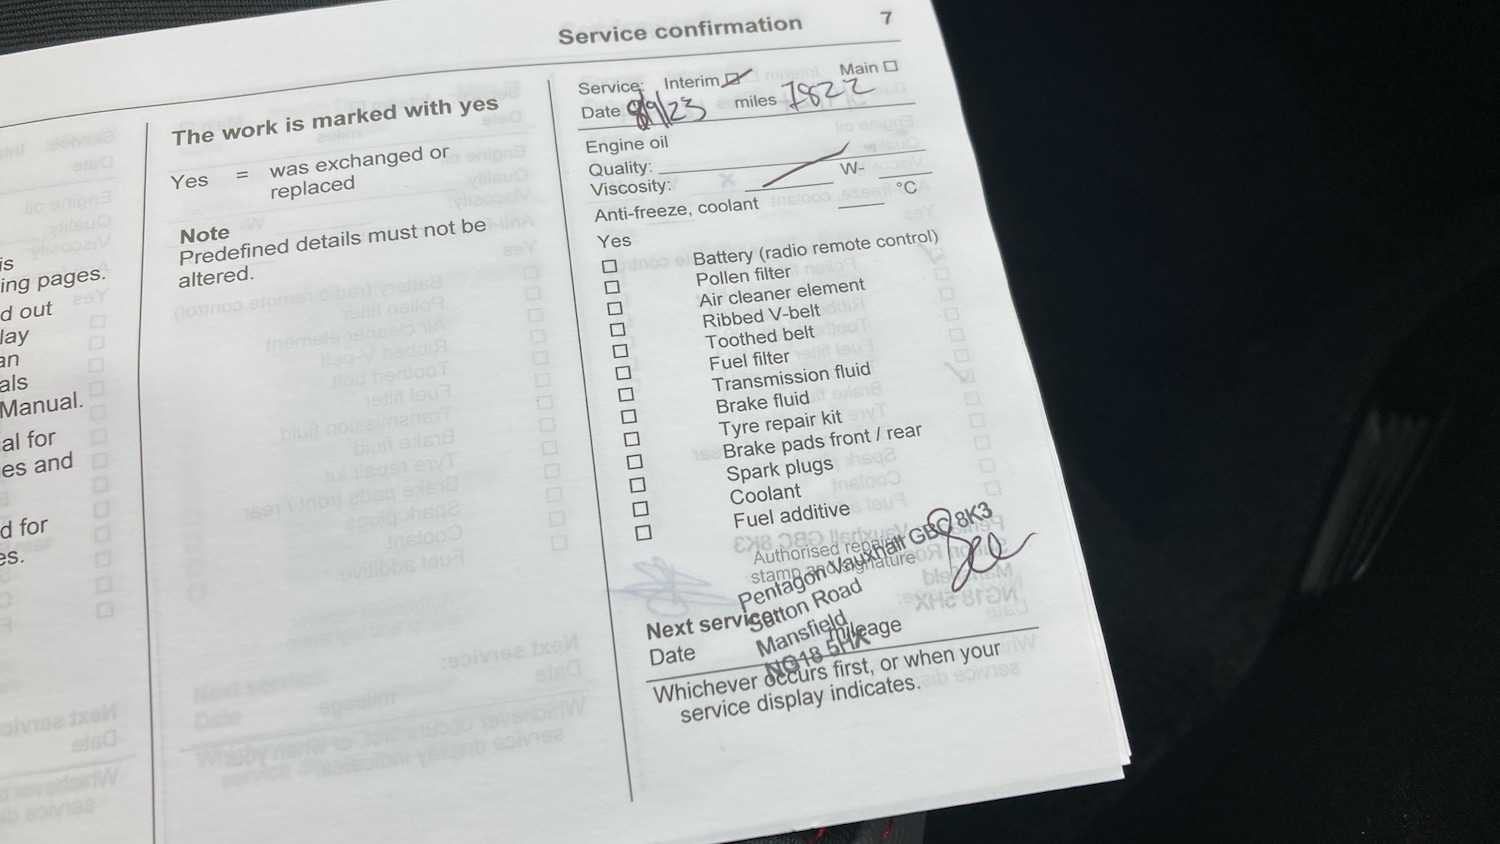 Service confirmation 7
is
ing pages.
d out
lay
an
als
Manual.
al for
es and
d for
es.
The work is marked with yes
Yes = was exchanged or
replaced
Note
Predefined details must not be
altered.
Service: Interim Main
Date 8/9/23 miles 7822
Engine oil
Quality:
Viscosity: W-
Anti-freeze, coolant °C
Yes
Battery (radio remote control)
Pollen filter
Air cleaner element
Ribbed V-belt
Toothed belt
Fuel filter
Transmission fluid
Brake fluid
Tyre repair kit
Brake pads front / rear
Spark plugs
Coolant
Fuel additive
Authorised repairer
stamp and signature
Pentagon Vauxhall GBC 8K3
Sutton Road
Mansfield
NG18 5HX
Next service:
Date mileage
Whichever occurs first, or when your
service display indicates.